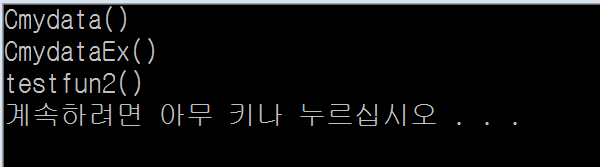 Cmydata()
CmydataEx()
testfun2()
계속하려면 아무 키나 누르십시오 . . .